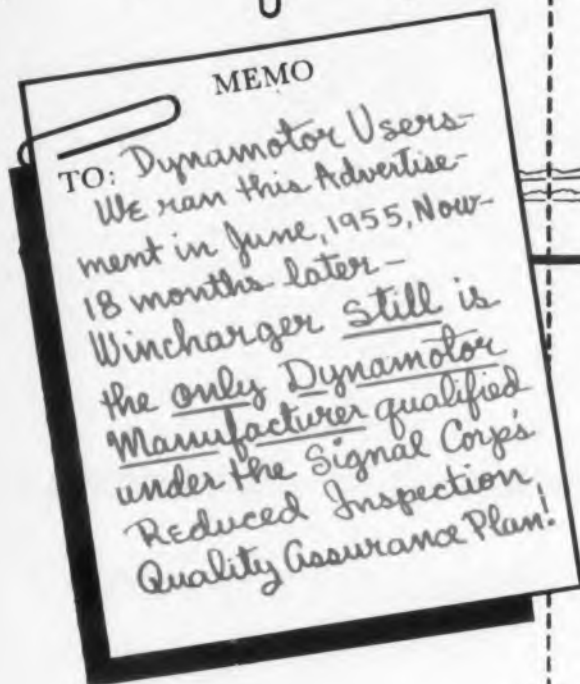 MEMO
TO: Dynamotor Users-
We ran this Advertise-
ment in June, 1955, Now-
18 months later-
Wincharger Still is
the only Dynamotor
Manufacturer qualified
under the Signal Corp's
Reduced Inspection
Quality Assurance Plan!